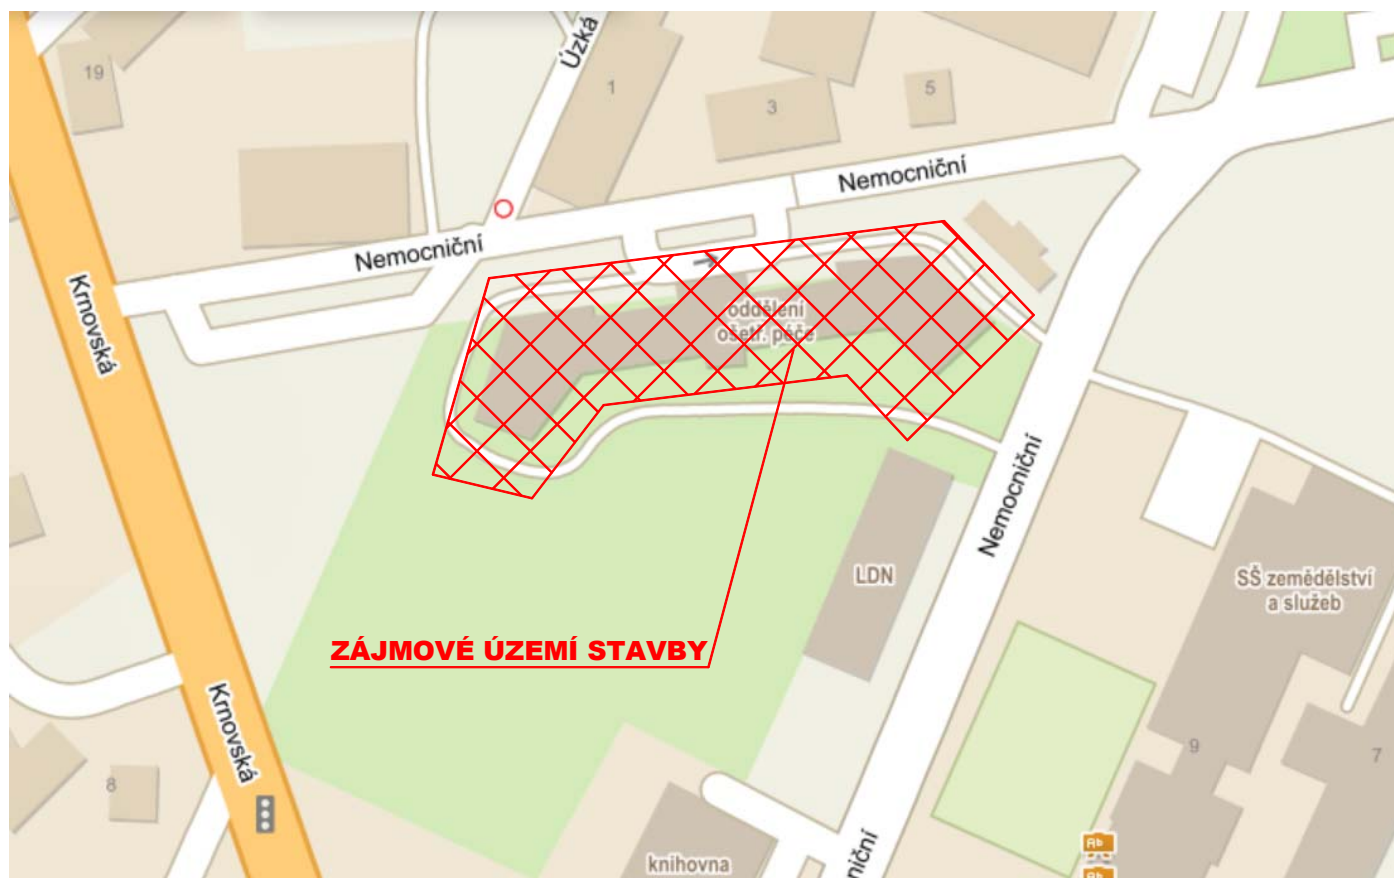 Úzká
19
1
3
5
Nemocniční
Nemocniční
Krnovská
oddělení
ošetř. péče
Nemocniční
LDN
SŠ zemědělství
a služeb
ZÁJMOVÉ ÚZEMÍ STAVBY
Krnovská
8
9
7
knihovna
niční